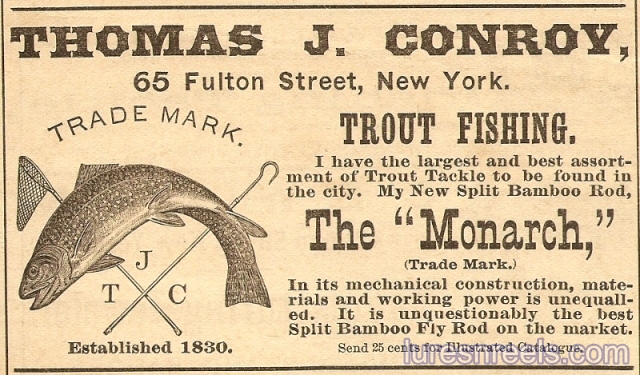 THOMAS J. CONROY,
65 Fulton Street, New York.
TRADE MARK.
T J C
Established 1830.
TROUT FISHING.
I have the largest and best assort-
ment of Trout Tackle to be found in
the city. My New Split Bamboo Rod,
The "Monarch,"
(Trade Mark.)
In its mechanical construction, mate-
rials and working power is unequall-
ed. It is unquestionably the best
Split Bamboo Fly Rod on the market.
Send 25 cents for Illustrated Catalogue.
luresnreels.com